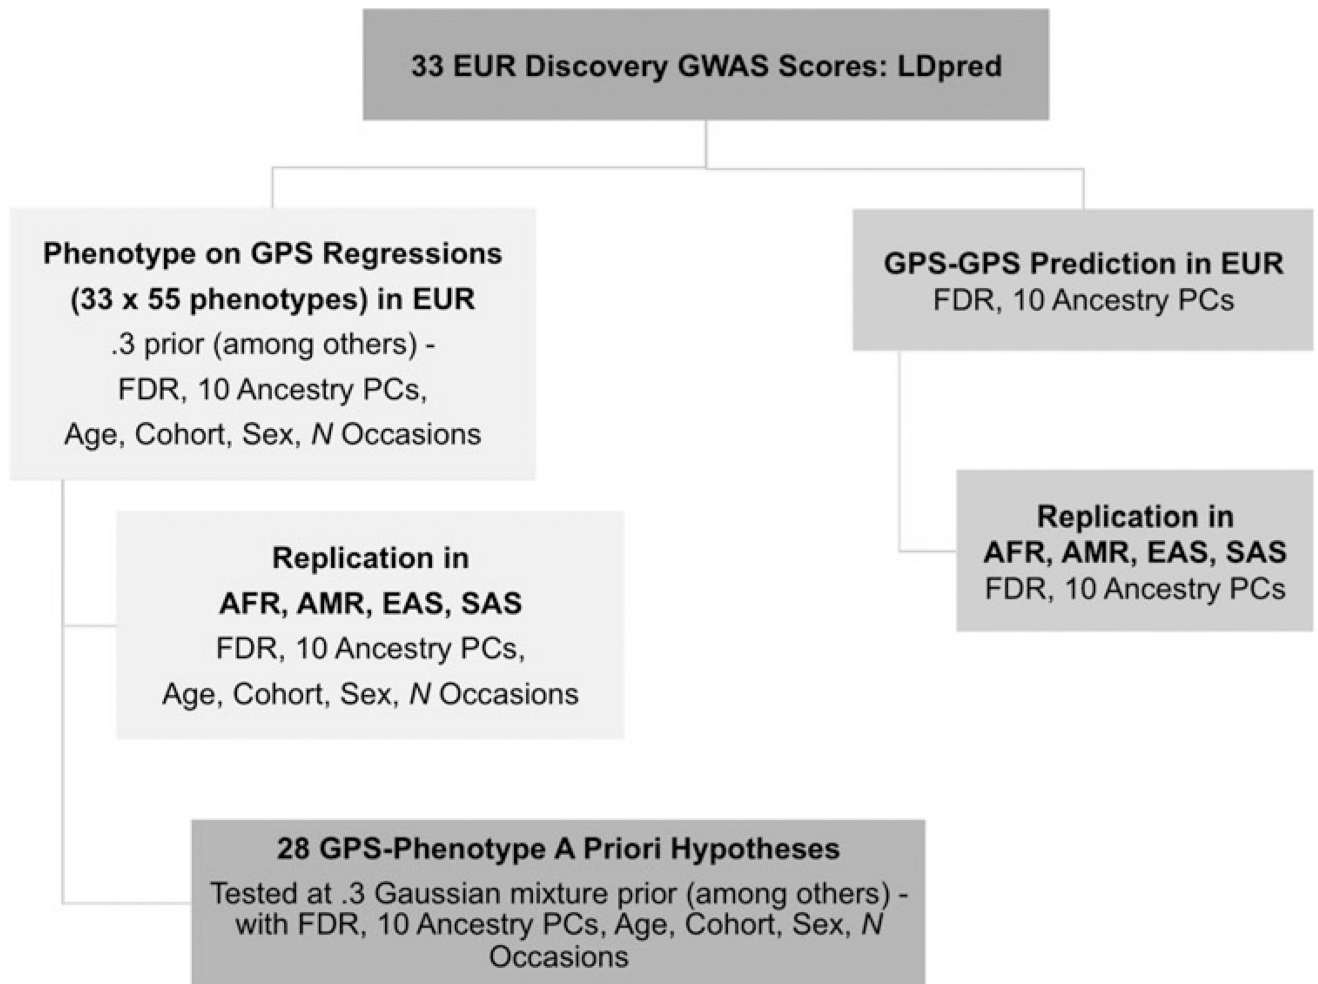 33 EUR Discovery GWAS Scores: LDpred
Phenotype on GPS Regressions
(33 x 55 phenotypes) in EUR
.3 prior (among others) -
FDR, 10 Ancestry PCs,
Age, Cohort, Sex, N Occasions
GPS-GPS Prediction in EUR
FDR, 10 Ancestry PCs
Replication in
AFR, AMR, EAS, SAS
FDR, 10 Ancestry PCs
Replication in
AFR, AMR, EAS, SAS
FDR, 10 Ancestry PCs,
Age, Cohort, Sex, N Occasions
28 GPS-Phenotype A Priori Hypotheses
Tested at .3 Gaussian mixture prior (among others) -
with FDR, 10 Ancestry PCs, Age, Cohort, Sex, N
Occasions